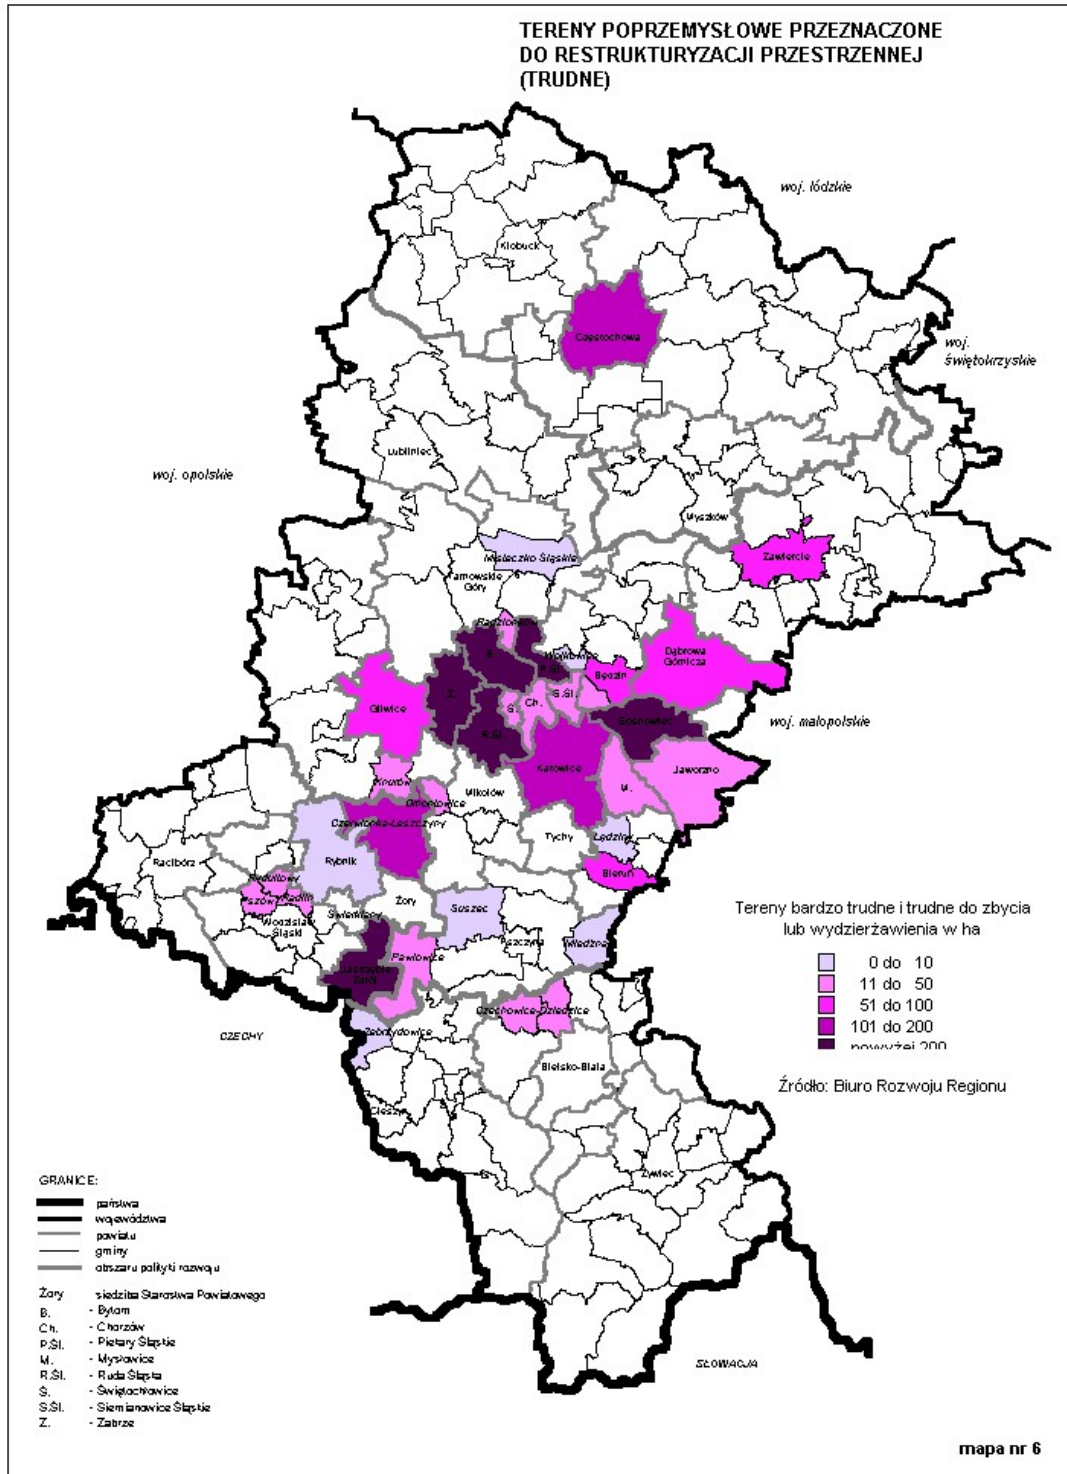 TERENY POPRZEMYSŁOWE PRZEZNACZONE
DO RESTRUKTURYZACJI PRZESTRZENNEJ
(TRUDNE)
woj. łódzkie
Kłobuck
Częstochowa
woj.
świętokrzyskie
Lubliniec
woj. opolskie
Myszków
Miasteczko Śląskie
Zawiercie
Tarnowskie
Góry
Radzionków
B.
P.Śl.
Wojkowice
Dąbrowa
Górnicza
Będzin
Z.
S.Śl.
Ch.
Ś.
Gliwice
Sosnowiec
woj. małopolskie
R.Śl.
Katowice
Jaworzno
Knurów
Mikołów
M.
Ornontowice
Czerwionka-Leszczyny
Tychy
Lędziny
Racibórz
Rybnik
Bieruń
Rydułtowy
Pszów
Radlin
Żory
Suszec
Świerklany
Wodzisław
Śląski
Pszczyna
Miedźna
Pawłowice
Jastrzębie
Zdrój
Czechowice-Dziedzice
Zebrzydowice
CZECHY
Bielsko-Biała
Cieszyn
Żywiec
SŁOWACJA
Tereny bardzo trudne i trudne do zbycia
lub wydzierżawienia w ha
0 do 10
11 do 50
51 do 100
101 do 200
powyżej 200
Źródło: Biuro Rozwoju Regionu
GRANICE:
państwa
województwa
powiatu
gminy
obszaru polityki rozwoju
Żory siedziba Starostwa Powiatowego
B. - Bytom
Ch. - Chorzów
P.Śl. - Piekary Śląskie
M. - Mysłowice
R.Śl. - Ruda Śląska
Ś. - Świętochłowice
S.Śl. - Siemianowice Śląskie
Z. - Zabrze
mapa nr 6